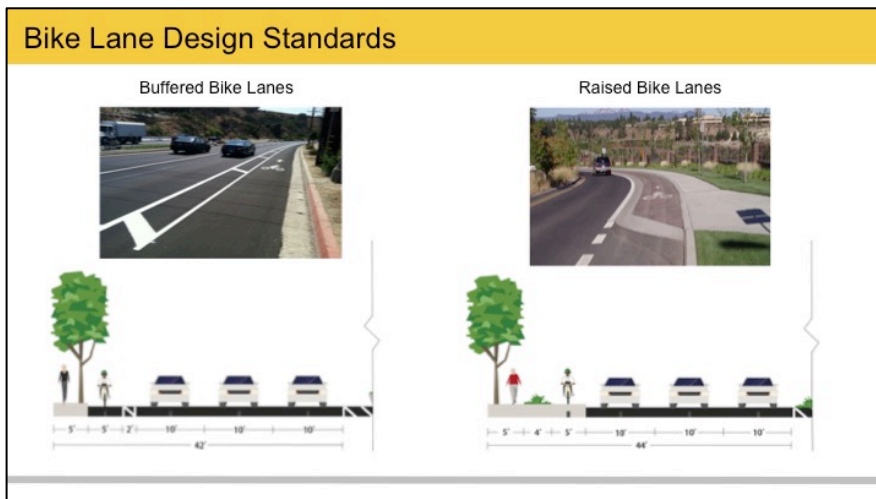 Bike Lane Design Standards
Buffered Bike Lanes
Raised Bike Lanes
5' 5' 2' 10' 10' 10'
42'
5' 4' 5' 10' 10' 10'
44'